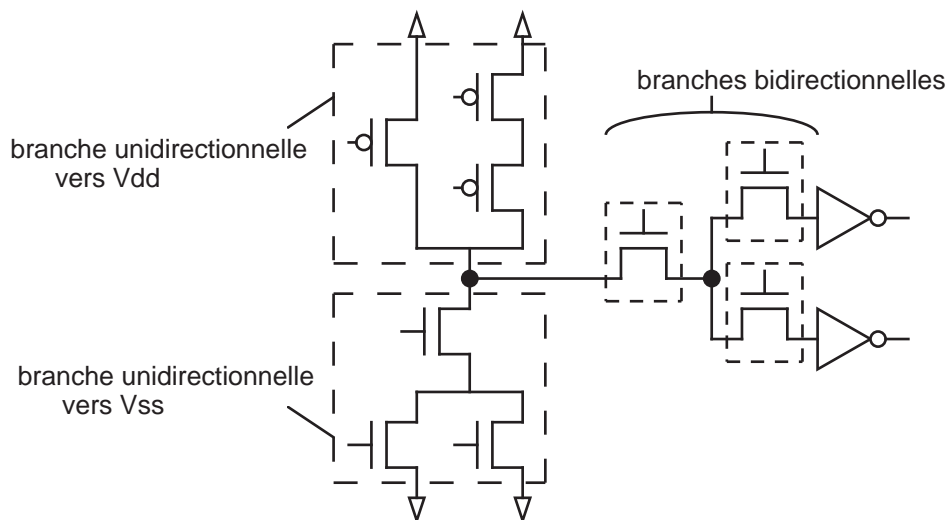 branches bidirectionnelles
branche unidirectionnelle
vers Vdd
branche unidirectionnelle
vers Vss